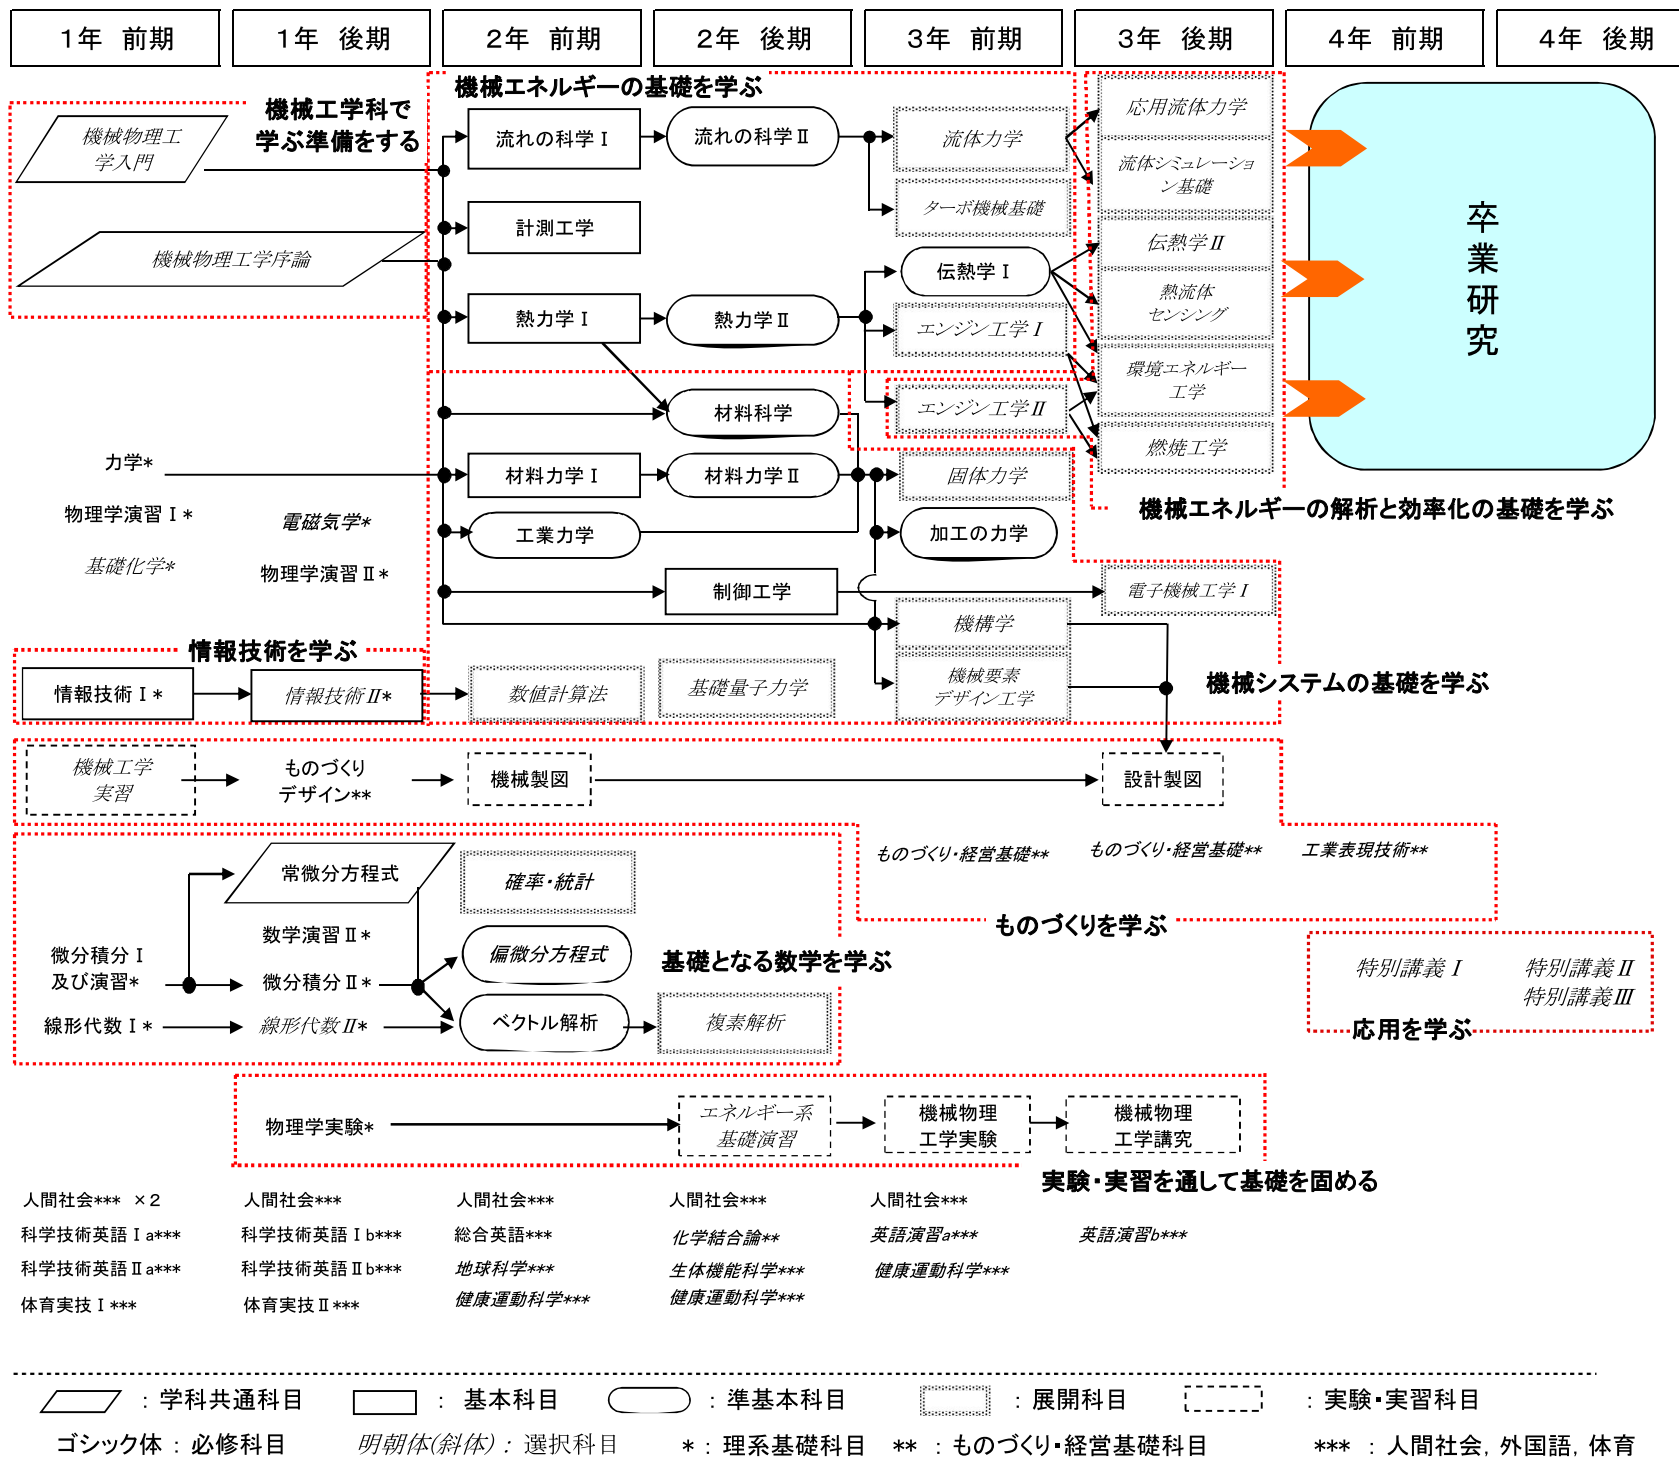 1年 前期
1年 後期
2年 前期
2年 後期
3年 前期
3年 後期
4年 前期
4年 後期
機械工学科で
学ぶ準備をする
機械物理工
学入門
機械物理工学序論
機械エネルギーの基礎を学ぶ
流れの科学Ⅰ
流れの科学Ⅱ
流体力学
ターボ機械基礎
計測工学
伝熱学Ⅰ
熱力学Ⅰ
熱力学Ⅱ
エンジン工学Ⅰ
エンジン工学Ⅱ
応用流体力学
流体シミュレーショ
ン基礎
伝熱学Ⅱ
熱流体
センシング
環境エネルギー
工学
燃焼工学
卒
業
研
究
機械エネルギーの解析と効率化の基礎を学ぶ
材料科学
力学*
材料力学Ⅰ
材料力学Ⅱ
固体力学
物理学演習Ⅰ*
電磁気学*
工業力学
加工の力学
基礎化学*
物理学演習Ⅱ*
制御工学
電子機械工学Ⅰ
機構学
機械要素
デザイン工学
機械システムの基礎を学ぶ
情報技術を学ぶ
情報技術Ⅰ*
情報技術Ⅱ*
数値計算法
基礎量子力学
機械工学
実習
ものづくり
デザイン**
機械製図
設計製図
ものづくり・経営基礎**
ものづくり・経営基礎**
工業表現技術**
ものづくりを学ぶ
常微分方程式
確率・統計
数学演習Ⅱ*
偏微分方程式
基礎となる数学を学ぶ
微分積分Ⅰ
及び演習*
微分積分Ⅱ*
線形代数Ⅰ*
線形代数Ⅱ*
ベクトル解析
複素解析
特別講義Ⅰ
特別講義Ⅱ
特別講義Ⅲ
応用を学ぶ
物理学実験*
エネルギー系
基礎演習
機械物理
工学実験
機械物理
工学講究
実験・実習を通して基礎を固める
人間社会*** ×2
人間社会***
人間社会***
人間社会***
人間社会***
科学技術英語Ⅰa***
科学技術英語Ⅰb***
総合英語***
化学結合論**
英語演習a***
英語演習b***
科学技術英語Ⅱa***
科学技術英語Ⅱb***
地球科学***
生体機能科学***
健康運動科学***
体育実技Ⅰ***
体育実技Ⅱ***
健康運動科学***
健康運動科学***
：学科共通科目
：基本科目
：準基本科目
：展開科目
：実験・実習科目
ゴシック体：必修科目
明朝体(斜体)：選択科目
*：理系基礎科目
**：ものづくり・経営基礎科目
***：人間社会, 外国語, 体育